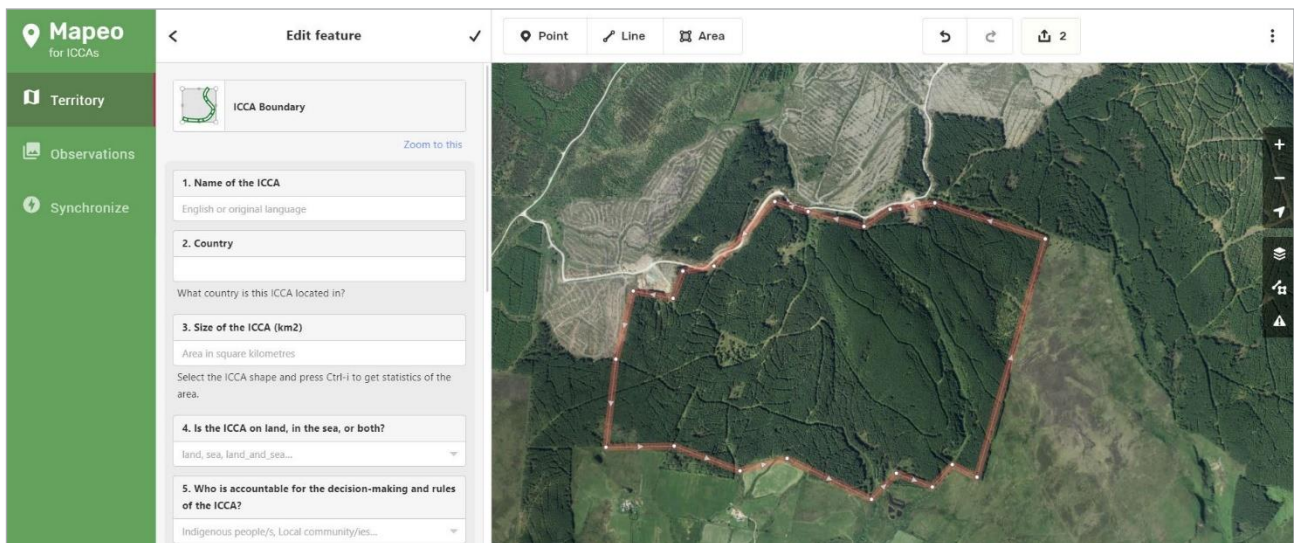 Mapeo
for ICCAs
Territory
Observations
Synchronize
Edit feature
ICCA Boundary
Zoom to this
1. Name of the ICCA
English or original language
2. Country
What country is this ICCA located in?
3. Size of the ICCA (km2)
Area in square kilometres
Select the ICCA shape and press Ctrl-i to get statistics of the
area.
4. Is the ICCA on land, in the sea, or both?
land, sea, land_and_sea...
5. Who is accountable for the decision-making and rules
of the ICCA?
Indigenous people/s, Local community/ies...
Point
Line
Area
2